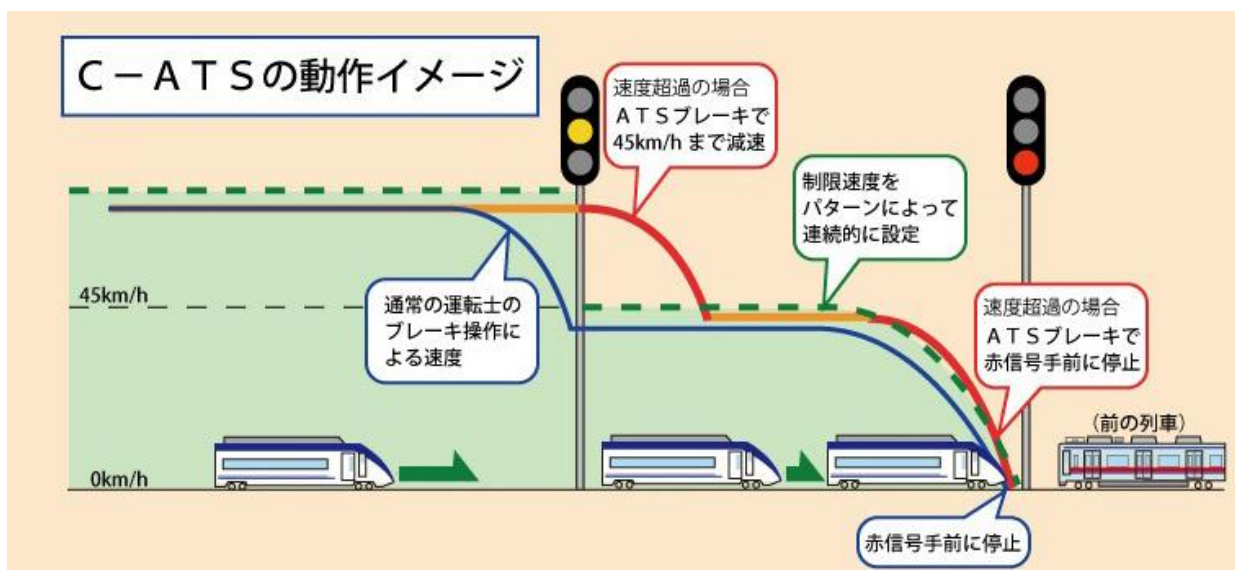 C－ATSの動作イメージ
速度超過の場合
ATSブレーキで
45km/hまで減速
制限速度を
パターンによって
連続的に設定
45km/h
通常の運転士の
ブレーキ操作に
よる速度
速度超過の場合
ATSブレーキで
赤信号手前に停止
(前の列車)
0km/h
赤信号手前に停止